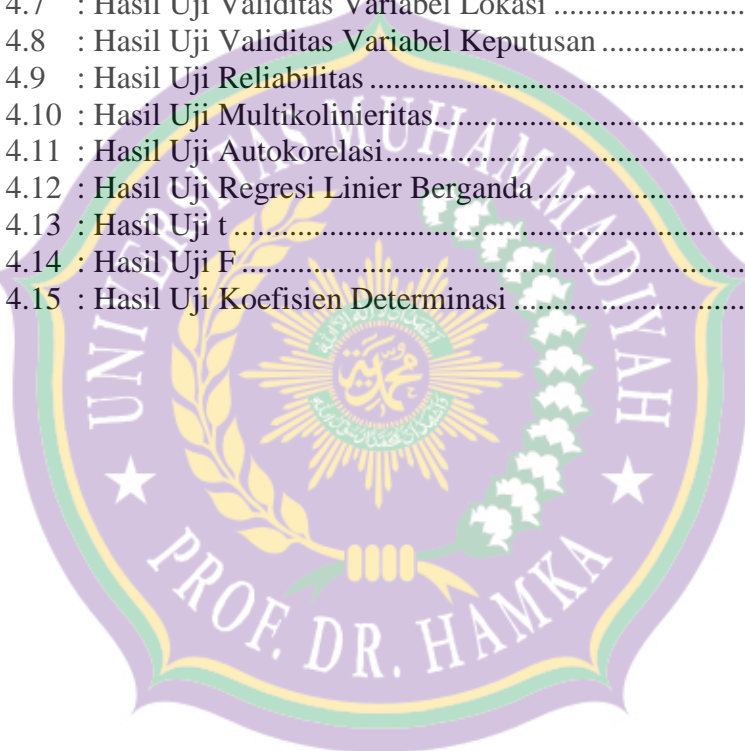 4.7 : Hasil Uji Validitas Variabel Lokasi ........................
4.8 : Hasil Uji Validitas Variabel Keputusan .................
4.9 : Hasil Uji Reliabilitas ..............................................
4.10 : Hasil Uji Multikolinieritas......................................
4.11 : Hasil Uji Autokorelasi............................................
4.12 : Hasil Uji Regresi Linier Berganda .........................
4.13 : Hasil Uji t ................................................................
4.14 : Hasil Uji F ...............................................................
4.15 : Hasil Uji Koefisien Determinasi ............................
UNIVERSITAS MUHAMMADIYAH
محمدية
PROF. DR. HAMKA